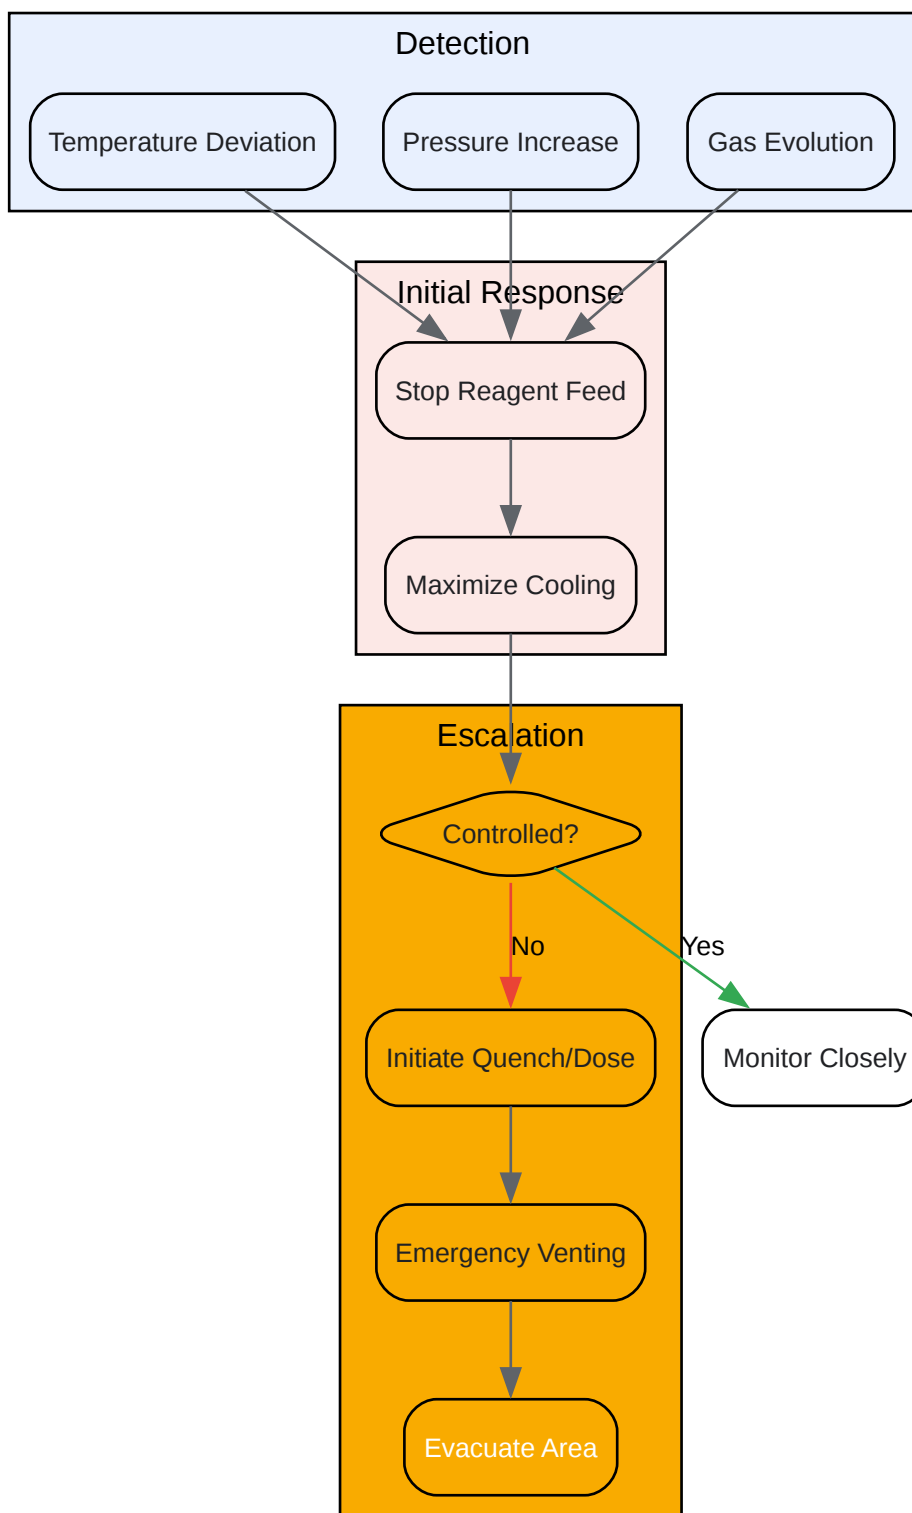 Detection
Temperature Deviation
Pressure Increase
Gas Evolution
Initial Response
Stop Reagent Feed
Maximize Cooling
Escalation
Controlled?
No
Yes
Initiate Quench/Dose
Monitor Closely
Emergency Venting
Evacuate Area